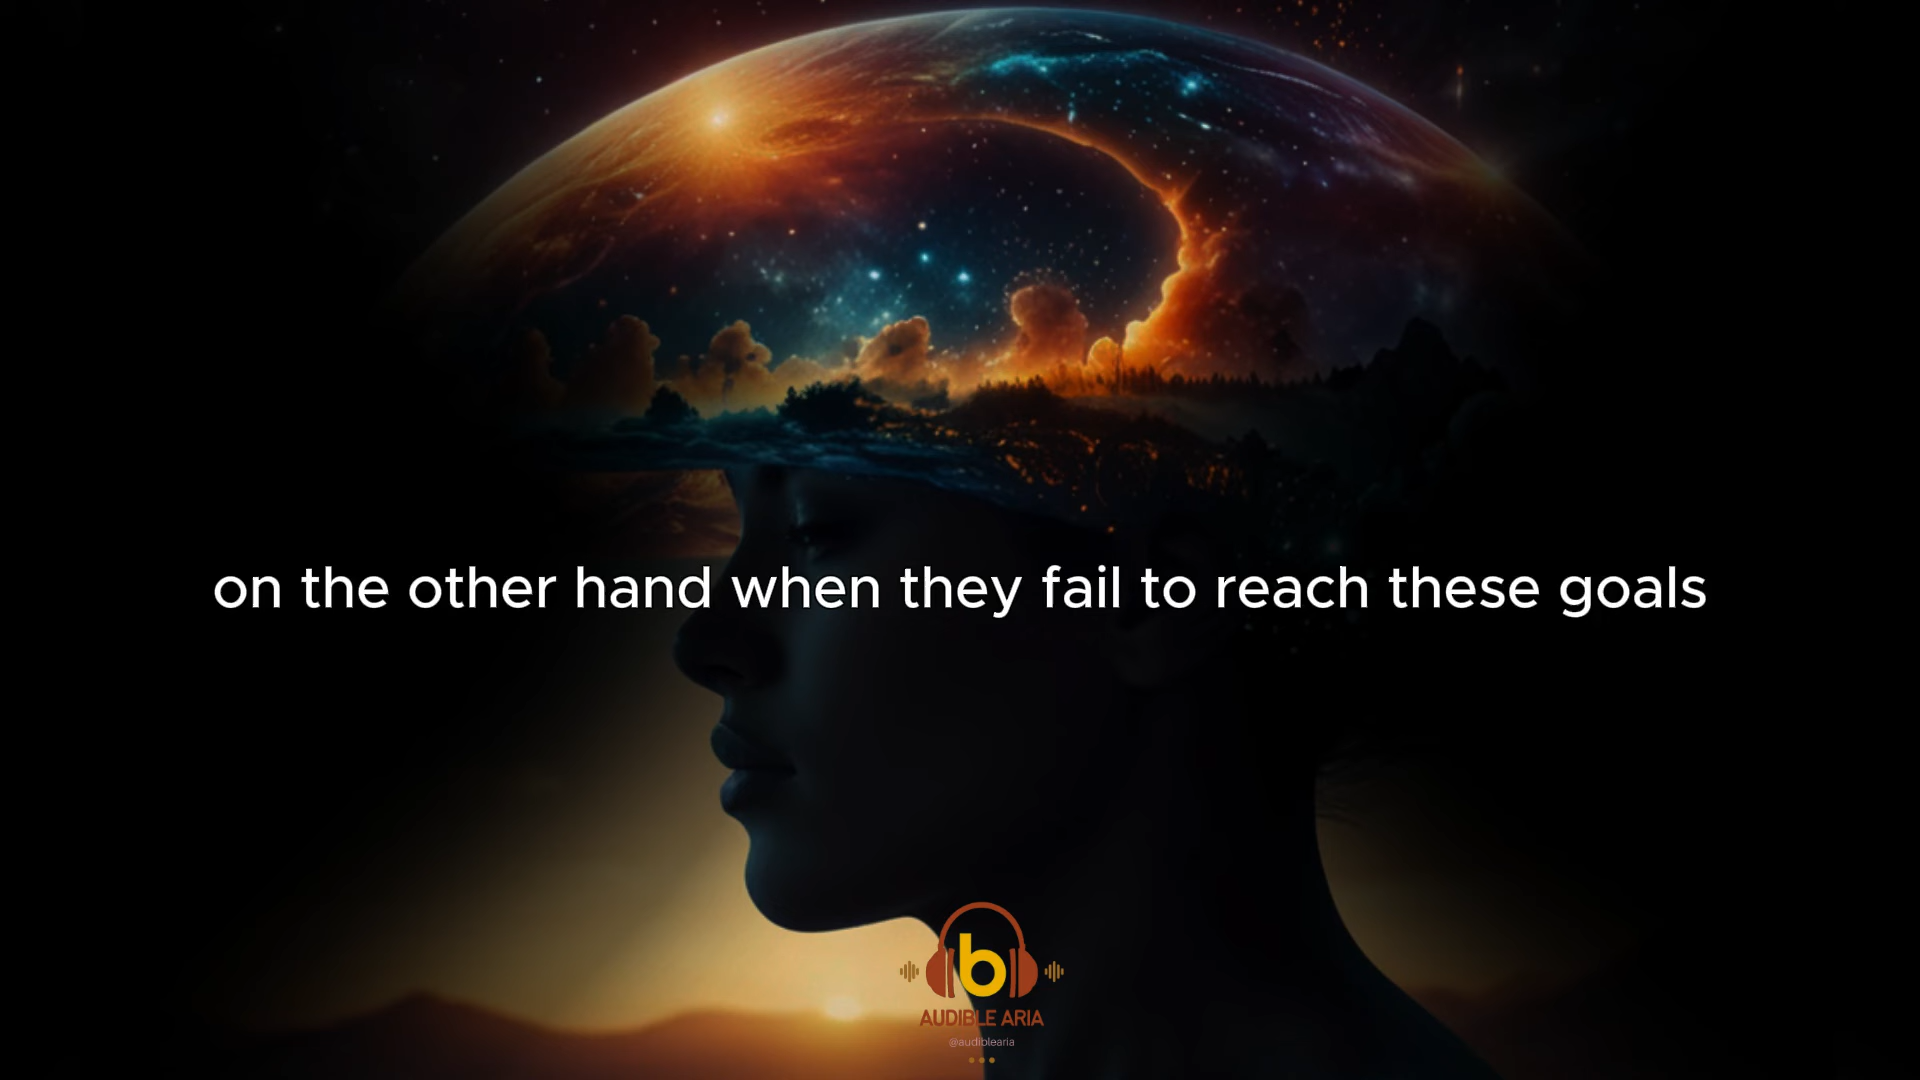 on the other hand when they fail to reach these goals
b
AUDIBLE ARIA
@audiblearia